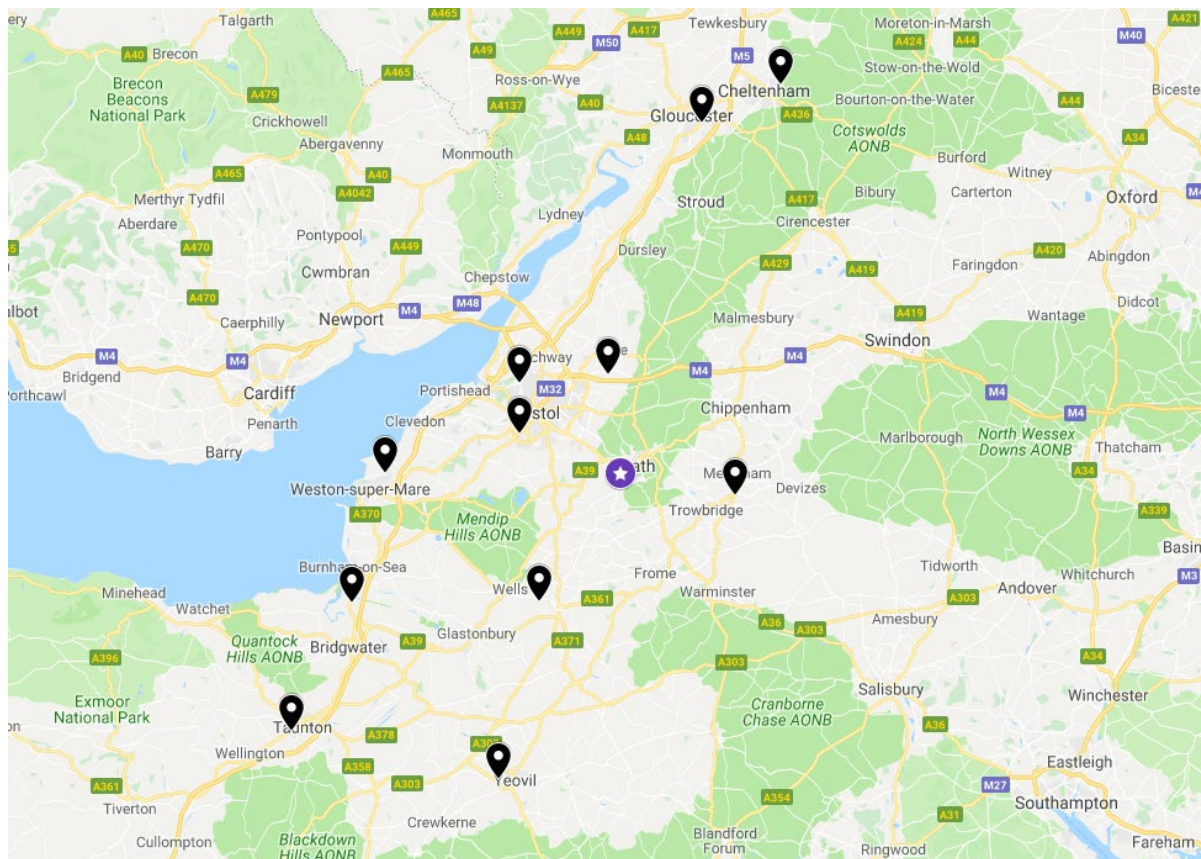 A465
Talgarth
A449
A417
Tewkesbury
Moreton-in-Marsh
A421
A40
Brecon
A49
M50
M5
A424
A44
M40
Stow-on-the-Wold
A465
Ross-on-Wye
Brecon
Beacons
National Park
A479
A4137
A40
Cheltenham
Bourton-on-the-Water
A44
Crickhowell
Gloucester
A436
Cotswolds
AONB
A48
A34
Abergavenny
Monmouth
Burford
A465
A40
Witney
Merthyr Tydfil
A4042
Stroud
A417
Bibury
Carterton
Oxford
Aberdare
Lydney
Cirencester
Pontypool
A470
A449
Dursley
A420
Abingdon
Cwmbran
A429
A419
Faringdon
Chepstow
A470
M48
Didcot
Newport
M4
Malmesbury
A419
Wantage
Caerphilly
Swindon
M4
M4
M4
Bridgend
M4
M4
Cardiff
Portishead
M32
Porthcawl
Penarth
Chippenham
M4
Clevedon
Marlborough
North Wessex
Downs AONB
Thatcham
Barry
A39
A34
Weston-super-Mare
Devizes
A370
Trowbridge
A339
Mendip
Hills AONB
Burnham-on-Sea
Frome
Tidworth
Whitchurch
M3
Minehead
Wells
A361
Warminster
Andover
Watchet
A303
Quantock
Hills AONB
Glastonbury
A36
A303
Amesbury
Bridgwater
A39
A371
A396
A303
A34
Exmoor
National Park
Cranborne
Chase AONB
Salisbury
Winchester
Taunton
A378
A36
Wellington
A358
Yeovil
Eastleigh
A361
A303
M27
Tiverton
A354
Southampton
Crewkerne
A31
Cullompton
Blackdown
Hills AONB
Blandford
Forum
Ringwood
Fareham